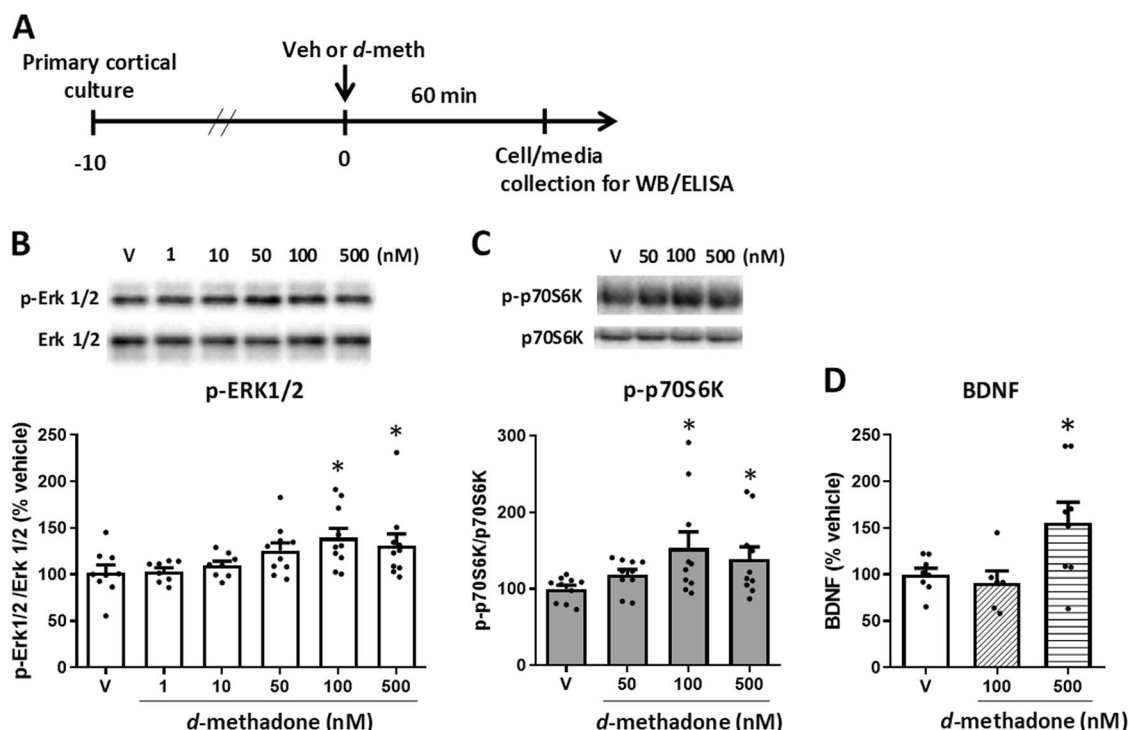 A
Veh or d-meth
Primary cortical
culture
60 min
-10
0
Cell/media
collection for WB/ELISA
B
V 1 10 50 100 500 (nM)
p-Erk 1/2
Erk 1/2
p-ERK1/2
p-Erk1/2 /Erk 1/2 (% vehicle)
250
200
150
100
50
0
*
*
V 1 10 50 100 500
d-methadone (nM)
C
V 50 100 500 (nM)
p-p70S6K
p70S6K
p-p70S6K
p-p70S6K/p70S6K
300
200
100
0
*
*
V 50 100 500
d-methadone (nM)
D
BDNF
BDNF (% vehicle)
250
200
150
100
50
0
*
V 100 500
d-methadone (nM)